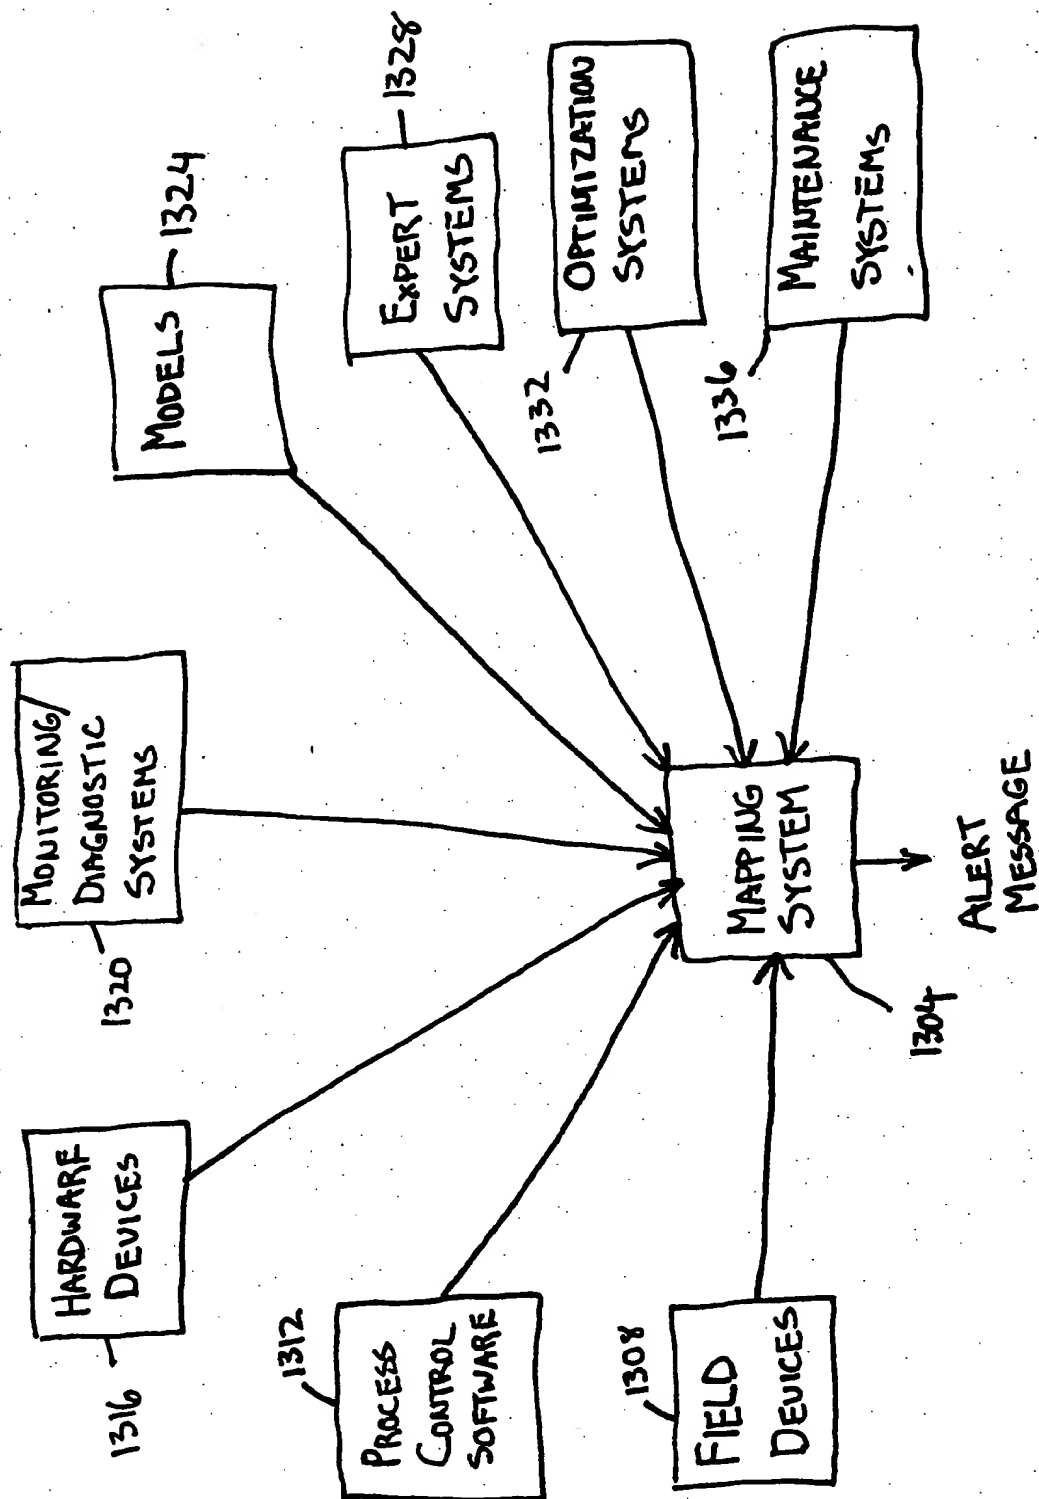 1316
HARDWARE
DEVICES
1320
MONITORING/
DIAGNOSTIC
SYSTEMS
MODELS
1324
EXPERT
SYSTEMS
1328
1312
PROCESS
CONTROL
SOFTWARE
1332
OPTIMIZATION
SYSTEMS
1308
FIELD
DEVICES
1336
MAINTENANCE
SYSTEMS
MAPPING
SYSTEM
1304
ALERT
MESSAGE